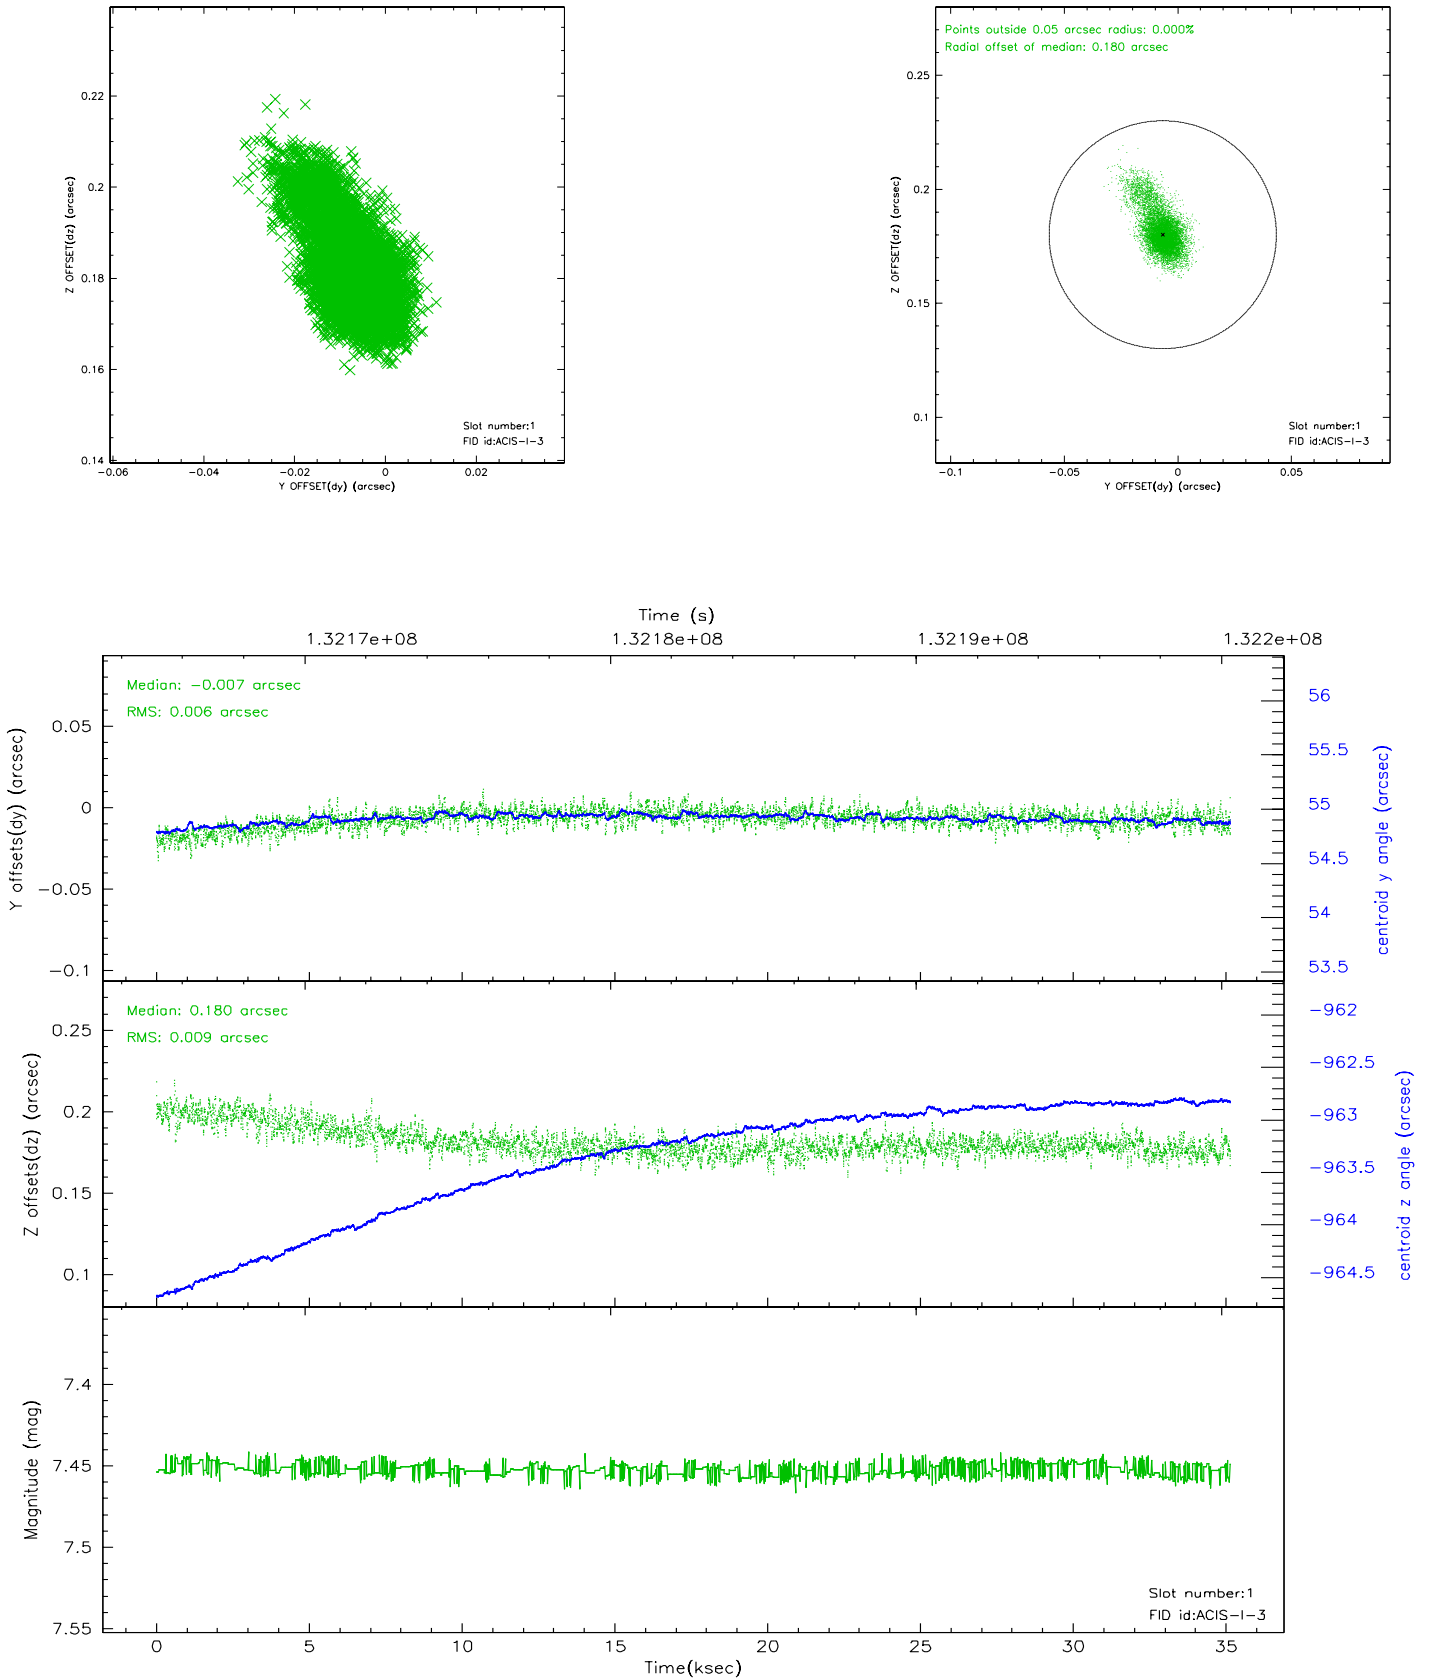 0.22
0.2
0.18
0.16
0.14
Z OFFSET(dz) (arcsec)
Slot number:1
FID id:ACIS-I-3
-0.06
-0.04
-0.02
0
0.02
Y OFFSET(dy) (arcsec)
Points outside 0.05 arcsec radius: 0.000%
Radial offset of median: 0.180 arcsec
0.25
0.2
0.15
0.1
Z OFFSET(dz) (arcsec)
Slot number:1
FID id:ACIS-I-3
-0.1
-0.05
0
0.05
Y OFFSET(dy) (arcsec)
Time (s)
1.3217e+08
1.3218e+08
1.3219e+08
1.322e+08
Median: -0.007 arcsec
RMS: 0.006 arcsec
0.05
0
-0.05
-0.1
Y offsets(dy) (arcsec)
56
55.5
55
54.5
54
53.5
centroid y angle (arcsec)
Median: 0.180 arcsec
RMS: 0.009 arcsec
0.25
0.2
0.15
0.1
Z offsets(dz) (arcsec)
-962
-962.5
-963
-963.5
-964
-964.5
centroid z angle (arcsec)
7.4
7.45
7.5
7.55
Magnitude (mag)
Slot number:1
FID id:ACIS-I-3
0
5
10
15
20
25
30
35
Time(ksec)